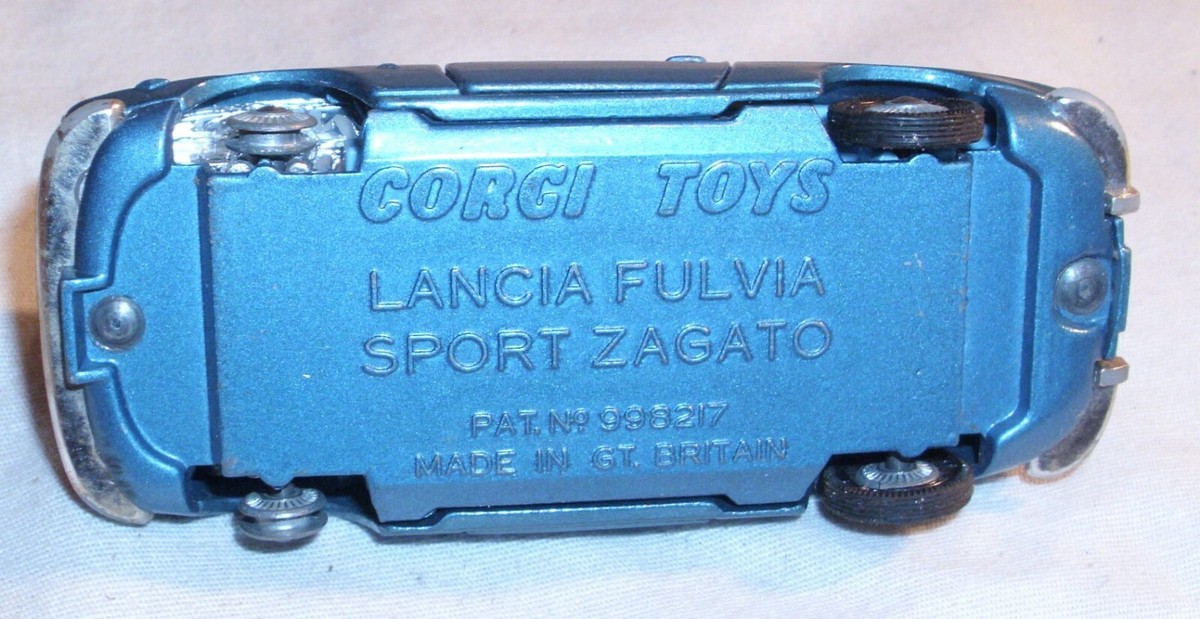 CORGI TOYS
LANCIA FULVIA
SPORT ZAGATO
PAT. Nº 998217
MADE IN GT. BRITAIN